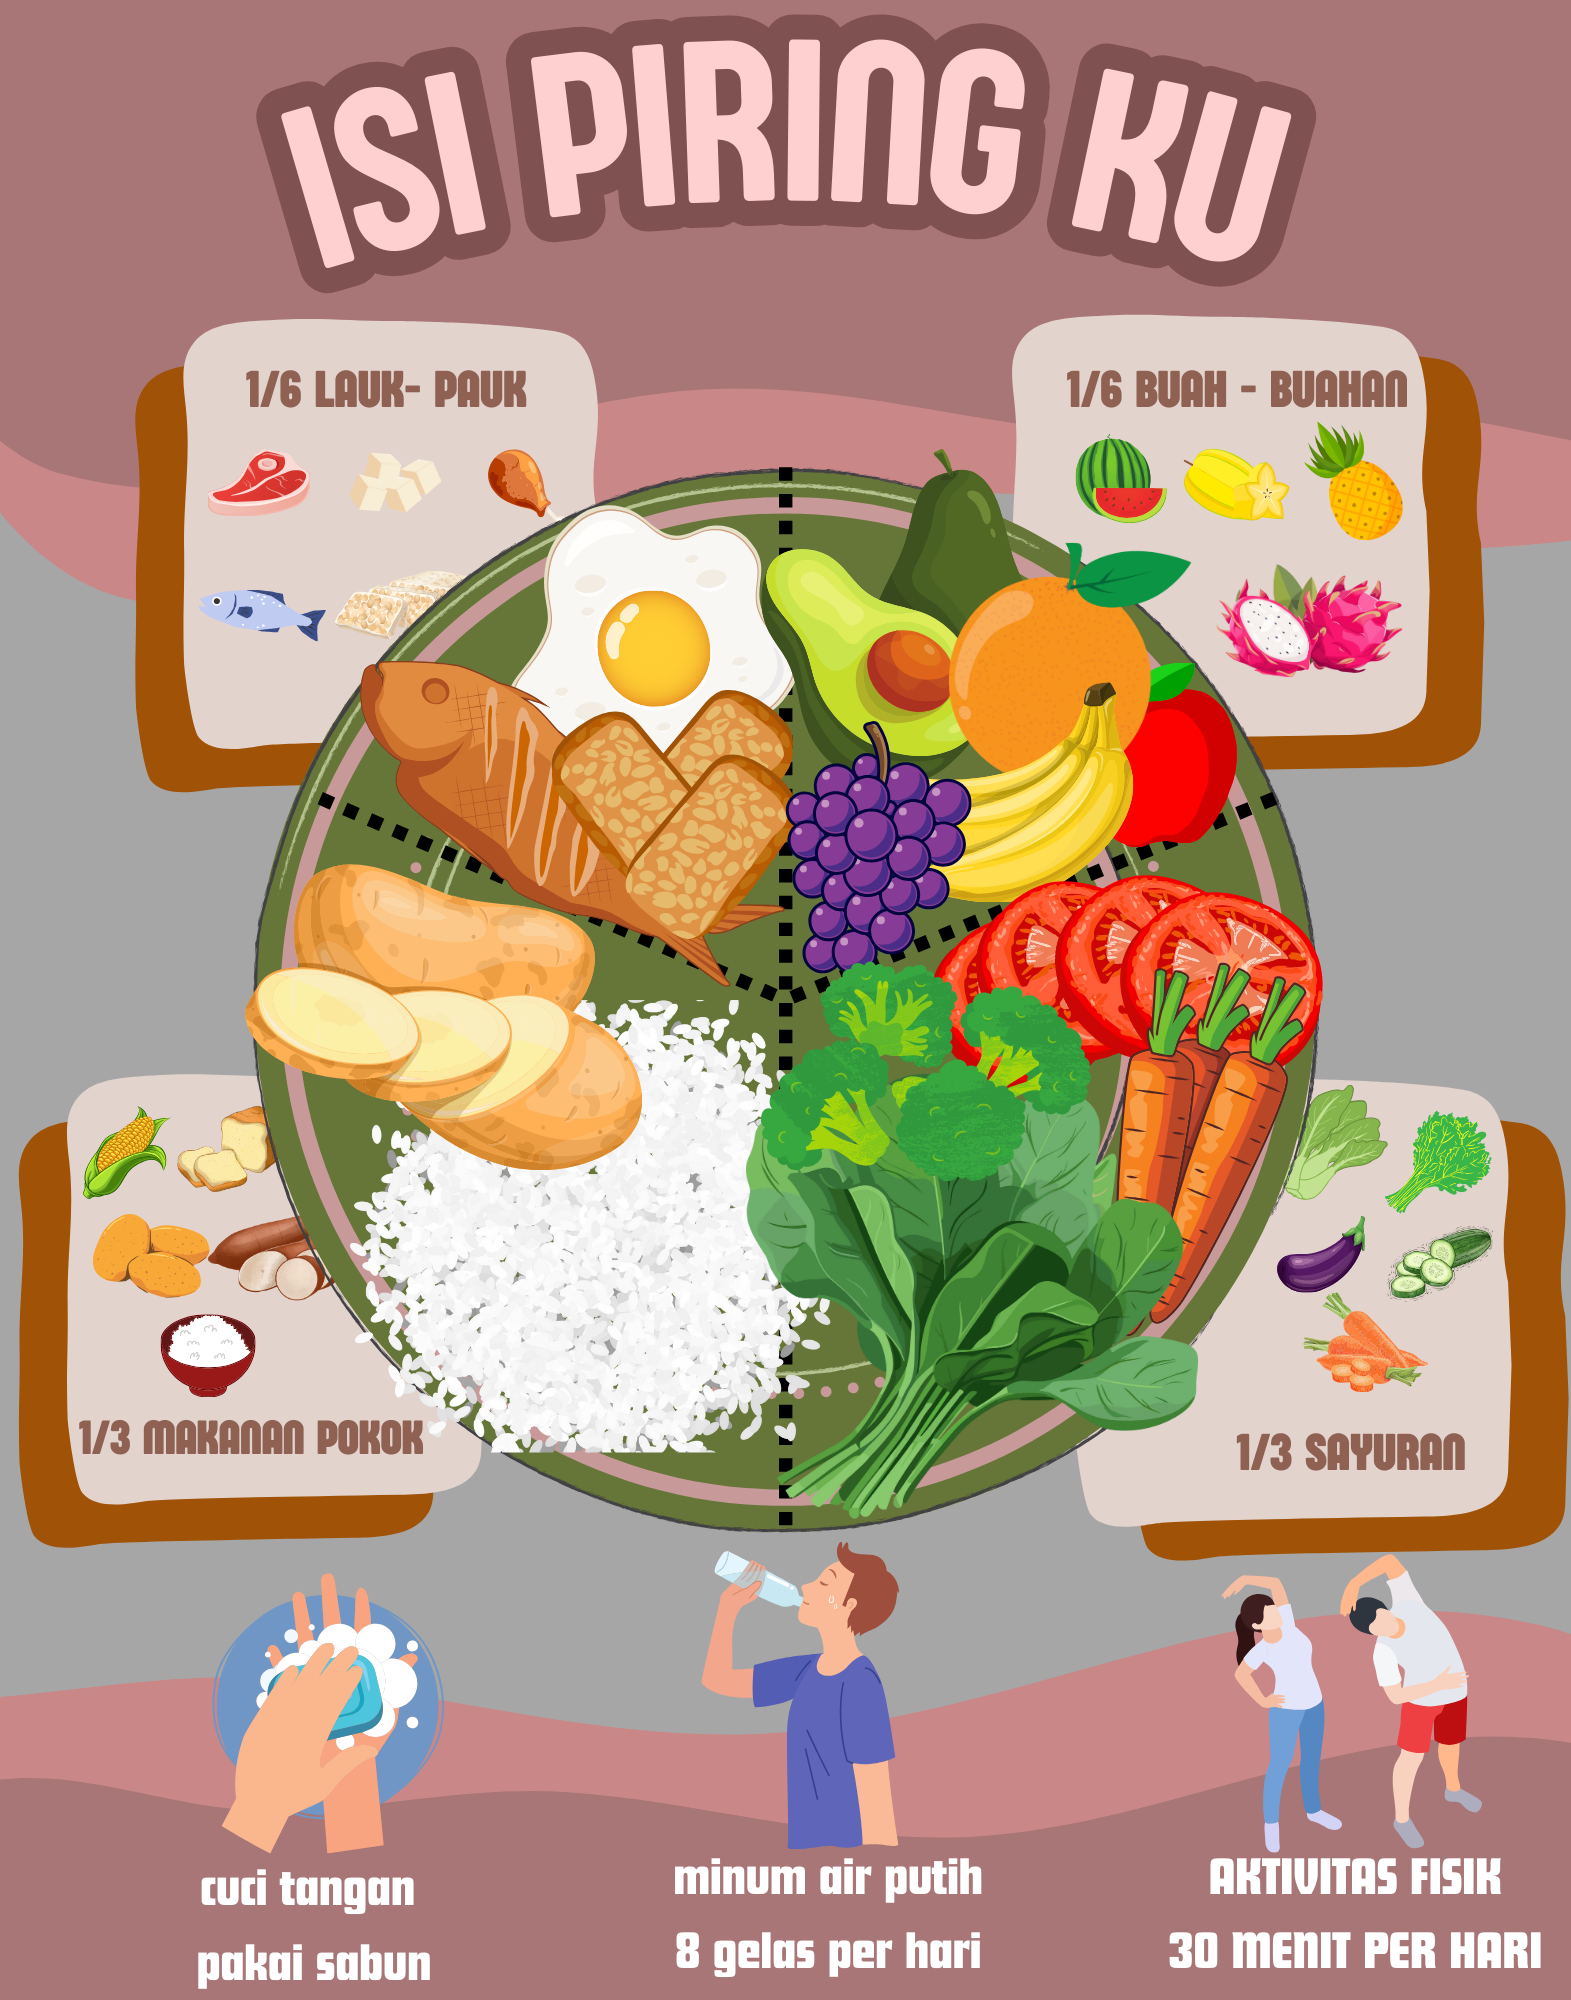 ISI PIRING KU
1/6 LAUK- PAUK
1/6 BUAH - BUAHAN
1/3 MAKANAN POKOK
1/3 SAYURAN
cuci tangan
pakai sabun
minum air putih
8 gelas per hari
AKTIVITAS FISIK
30 MENIT PER HARI